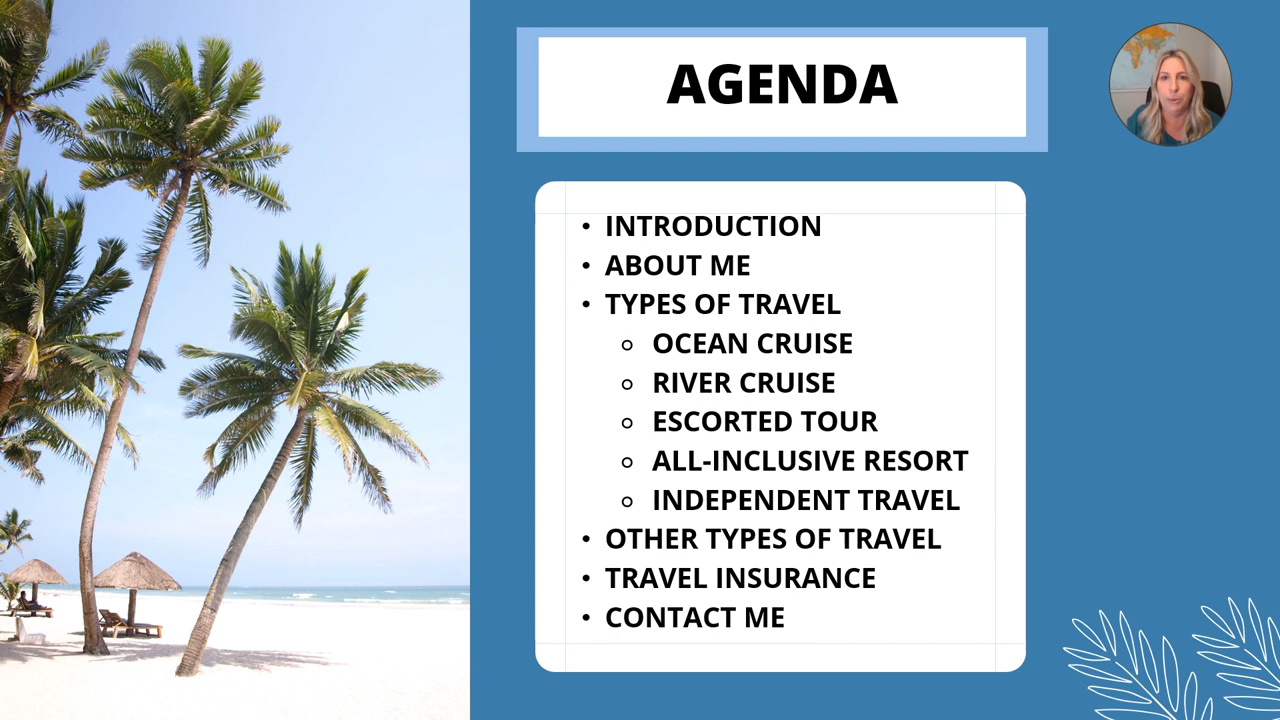 AGENDA
• INTRODUCTION
• ABOUT ME
• TYPES OF TRAVEL
○ OCEAN CRUISE
○ RIVER CRUISE
○ ESCORTED TOUR
○ ALL-INCLUSIVE RESORT
○ INDEPENDENT TRAVEL
• OTHER TYPES OF TRAVEL
• TRAVEL INSURANCE
• CONTACT ME